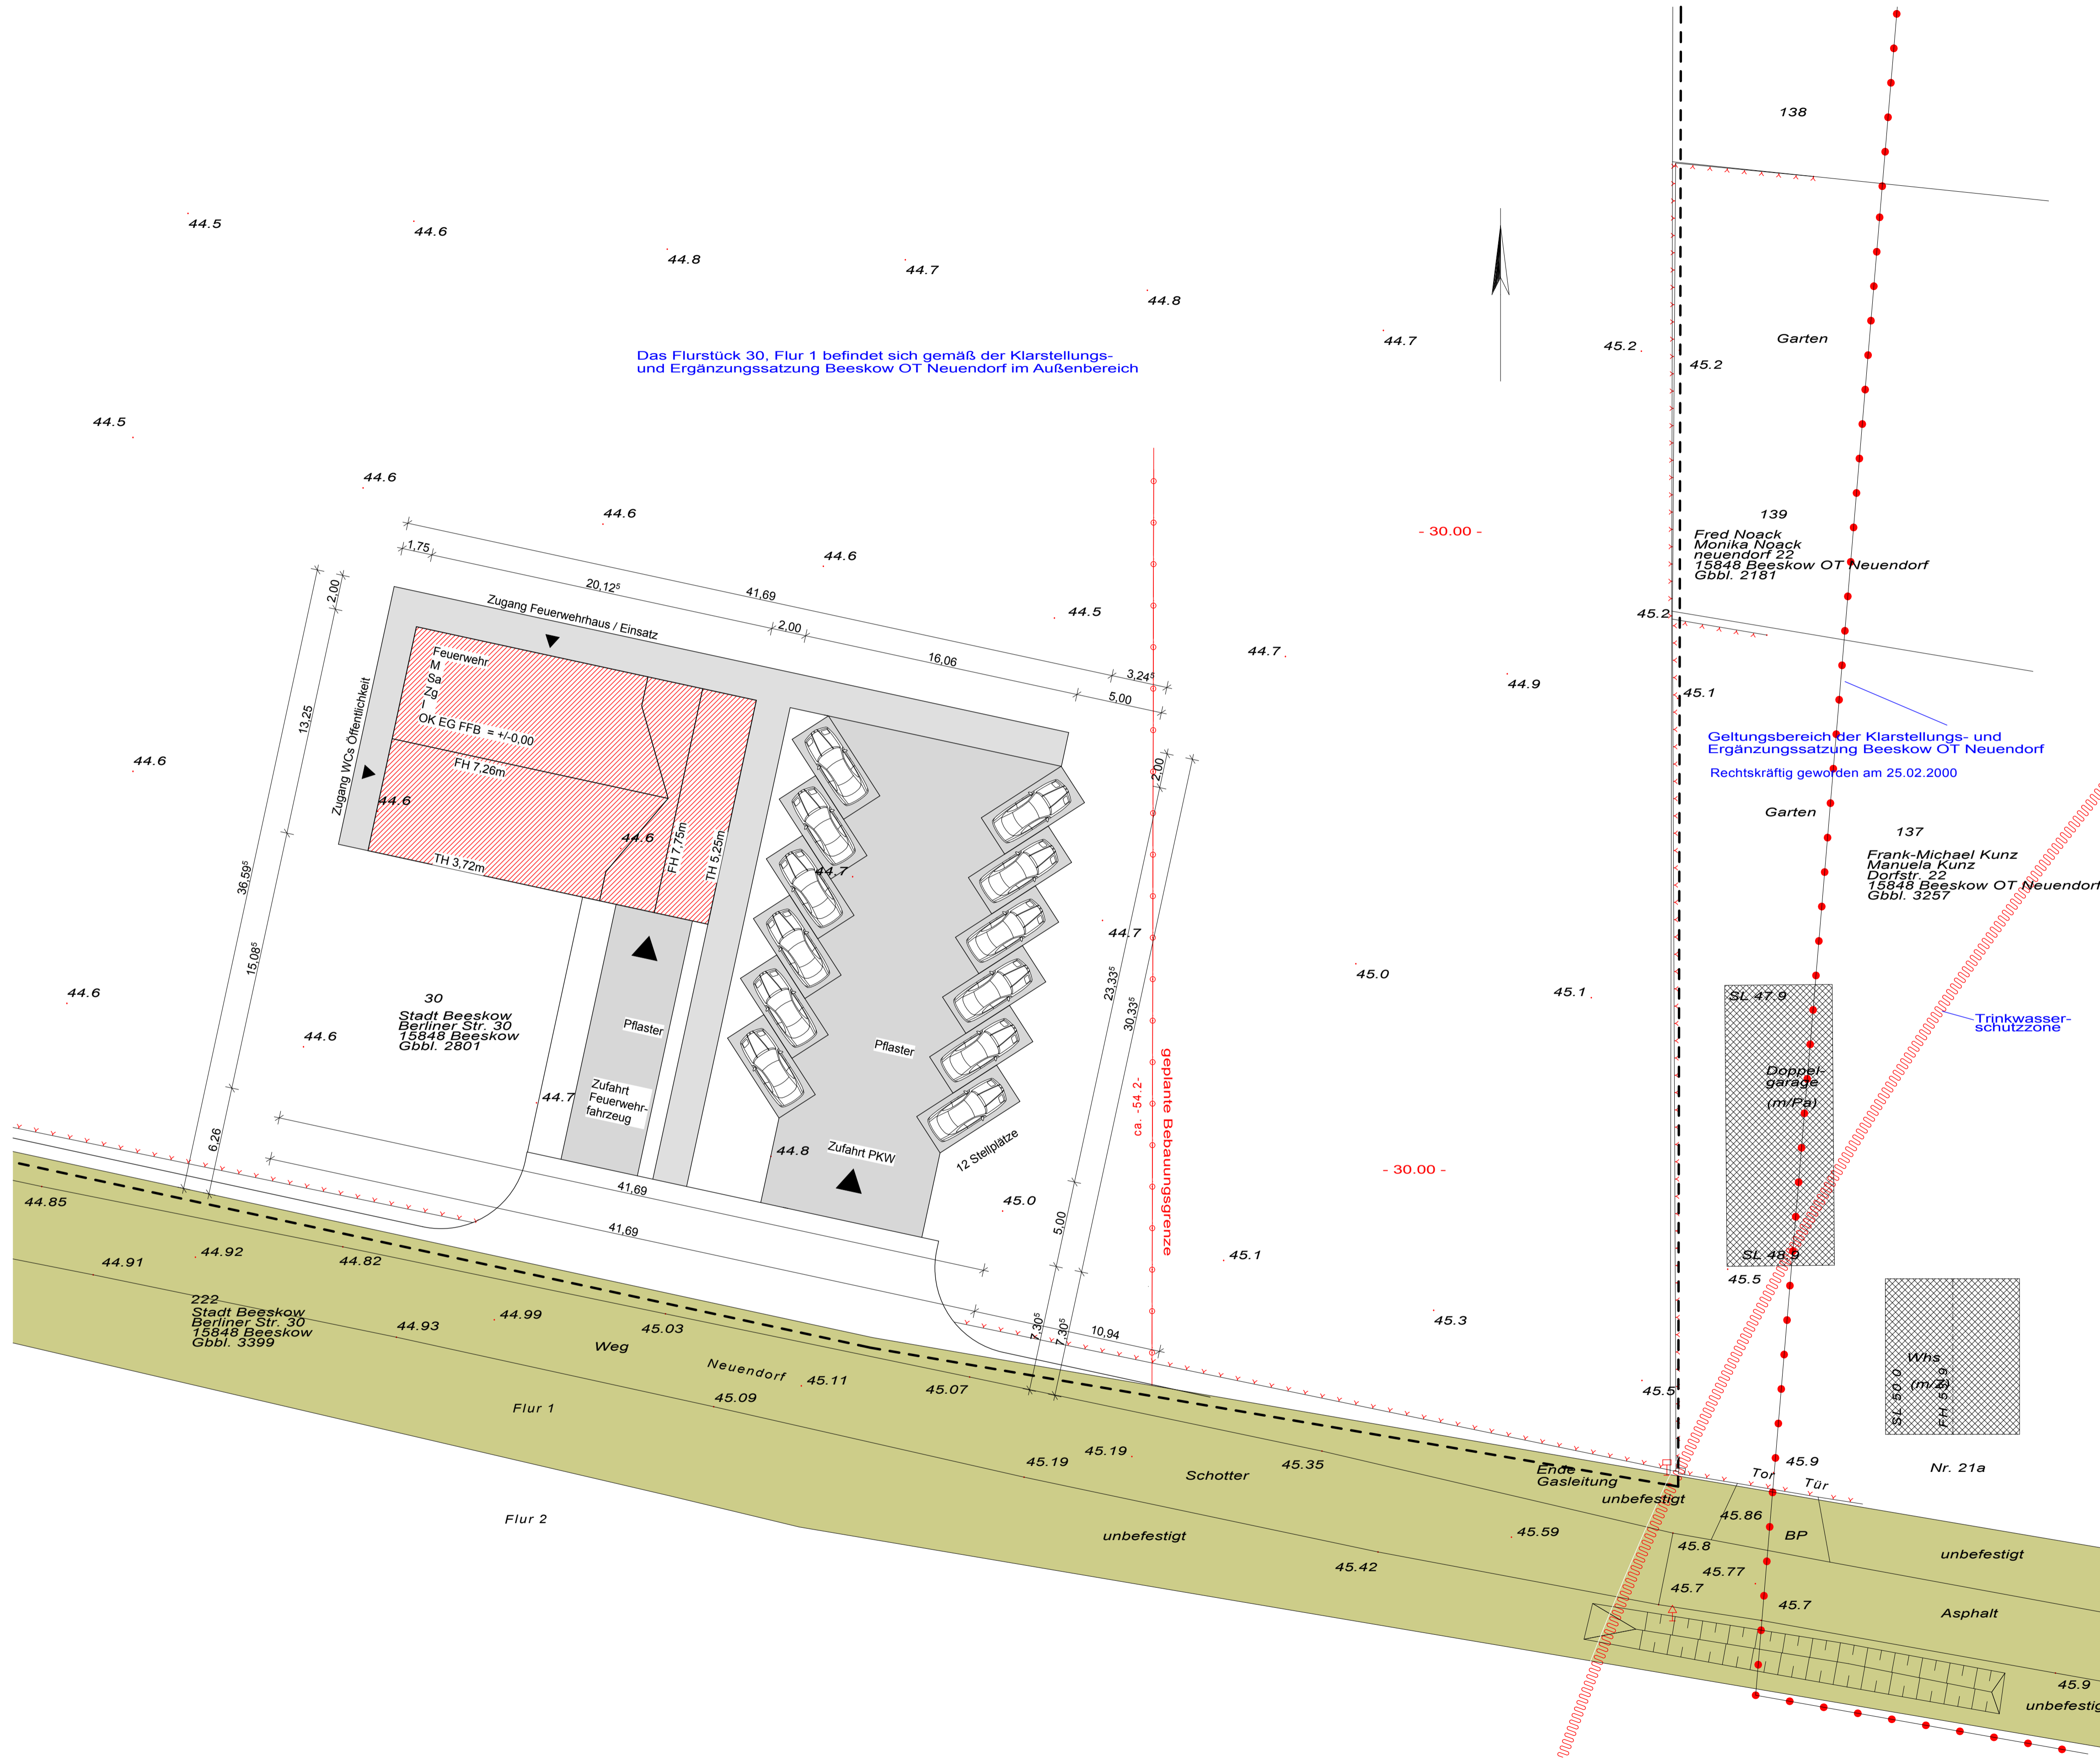 138
44.5
44.6
44.8
44.7
44.8
44.7
45.2
45.2
Garten
Das Flurstück 30, Flur 1 befindet sich gemäß der Klarstellungs-
und Ergänzungssatzung Beeskow OT Neuendorf im Außenbereich
44.5
44.6
44.6
44.6
44.5
- 30.00 -
139
Fred Noack
Monika Noack
neuendorf 22
15848 Beeskow OT Neuendorf
Gbbl. 2181
1,75
20,12⁵
41,69
2,00
16,06
3,24⁵
5,00
2,00
13,25
36,59⁵
15,08⁵
6,26
Zugang Feuerwehrhaus / Einsatz
Zugang WCs Öffentlichkeit
Feuerwehr
M
Sa
Zg
I
OK EG FFB = +/-0,00
FH 7,26m
TH 3,72m
FH 7,75m
TH 5,25m
44.6
44.6
44.6
44,7
44.7
44.9
45.2
45.1
Geltungsbereich der Klarstellungs- und
Ergänzungssatzung Beeskow OT Neuendorf
Rechtskräftig geworden am 25.02.2000
Garten
137
Frank-Michael Kunz
Manuela Kunz
Dorfstr. 22
15848 Beeskow OT Neuendorf
Gbbl. 3257
2,00
23,33⁵
30,33⁵
5,00
7,30⁵
7,30⁵
44.7
45.0
45.1
44.6
44.6
30
Stadt Beeskow
Berliner Str. 30
15848 Beeskow
Gbbl. 2801
44.7
Pflaster
Zufahrt
Feuerwehr-
fahrzeug
Pflaster
Zufahrt PKW
12 Stellplätze
44.8
45.0
geplante Bebauungsgrenze
ca. -54.2-
- 30.00 -
SL 47.9
Doppel-
garage
(m/Pa)
SL 48.9
Trinkwasser-
schutzzone
45.5
41,69
41,69
10,94
45.1
45.3
45.5
Whs
(m/Z)
SL 50.0
FH 55.9
Nr. 21a
44.85
44.91
44.92
44.82
222
Stadt Beeskow
Berliner Str. 30
15848 Beeskow
Gbbl. 3399
44.93
44.99
45.03
Weg
Neuendorf
45.11
45.09
45.07
Flur 1
Flur 2
45.19
45.19
Schotter
45.35
Ende
Gasleitung
unbefestigt
Tor
Tür
45.9
45.86
BP
45.8
45.77
45.7
45.7
unbefestigt
45.59
45.42
unbefestigt
Asphalt
45.9